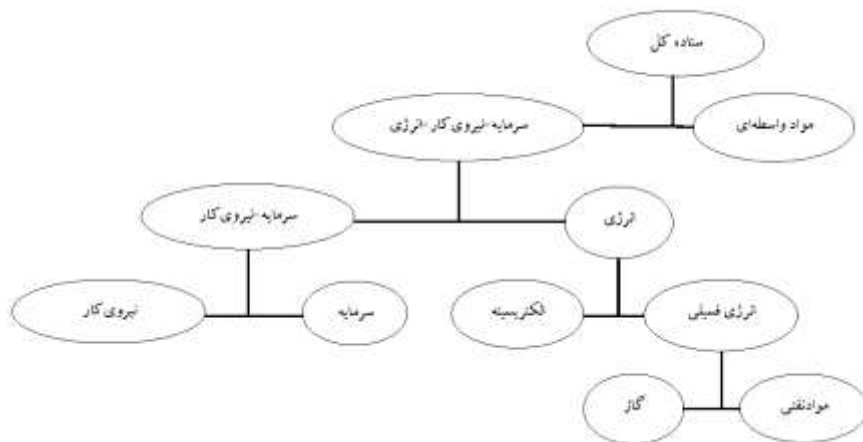 ستاده کل
مواد واسطه‌ای
سرمایه-نیروی کار-انرژی
انرژی
سرمایه-نیروی کار
انرژی فسیلی
الکتریسیته
سرمایه
نیروی کار
موادنفتی
گاز